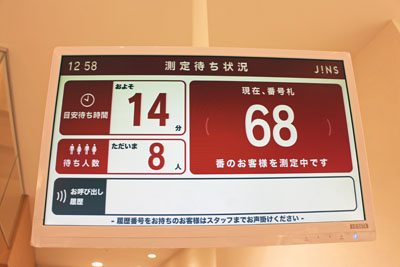 12:58 測定待ち状況 J!NS
目安待ち時間
およそ
14分
待ち人数
ただいま
8人
現在、番号札
68
番のお客様を測定中です
お呼び出し
履歴
- 履歴番号をお持ちのお客様はスタッフまでお声掛けください -